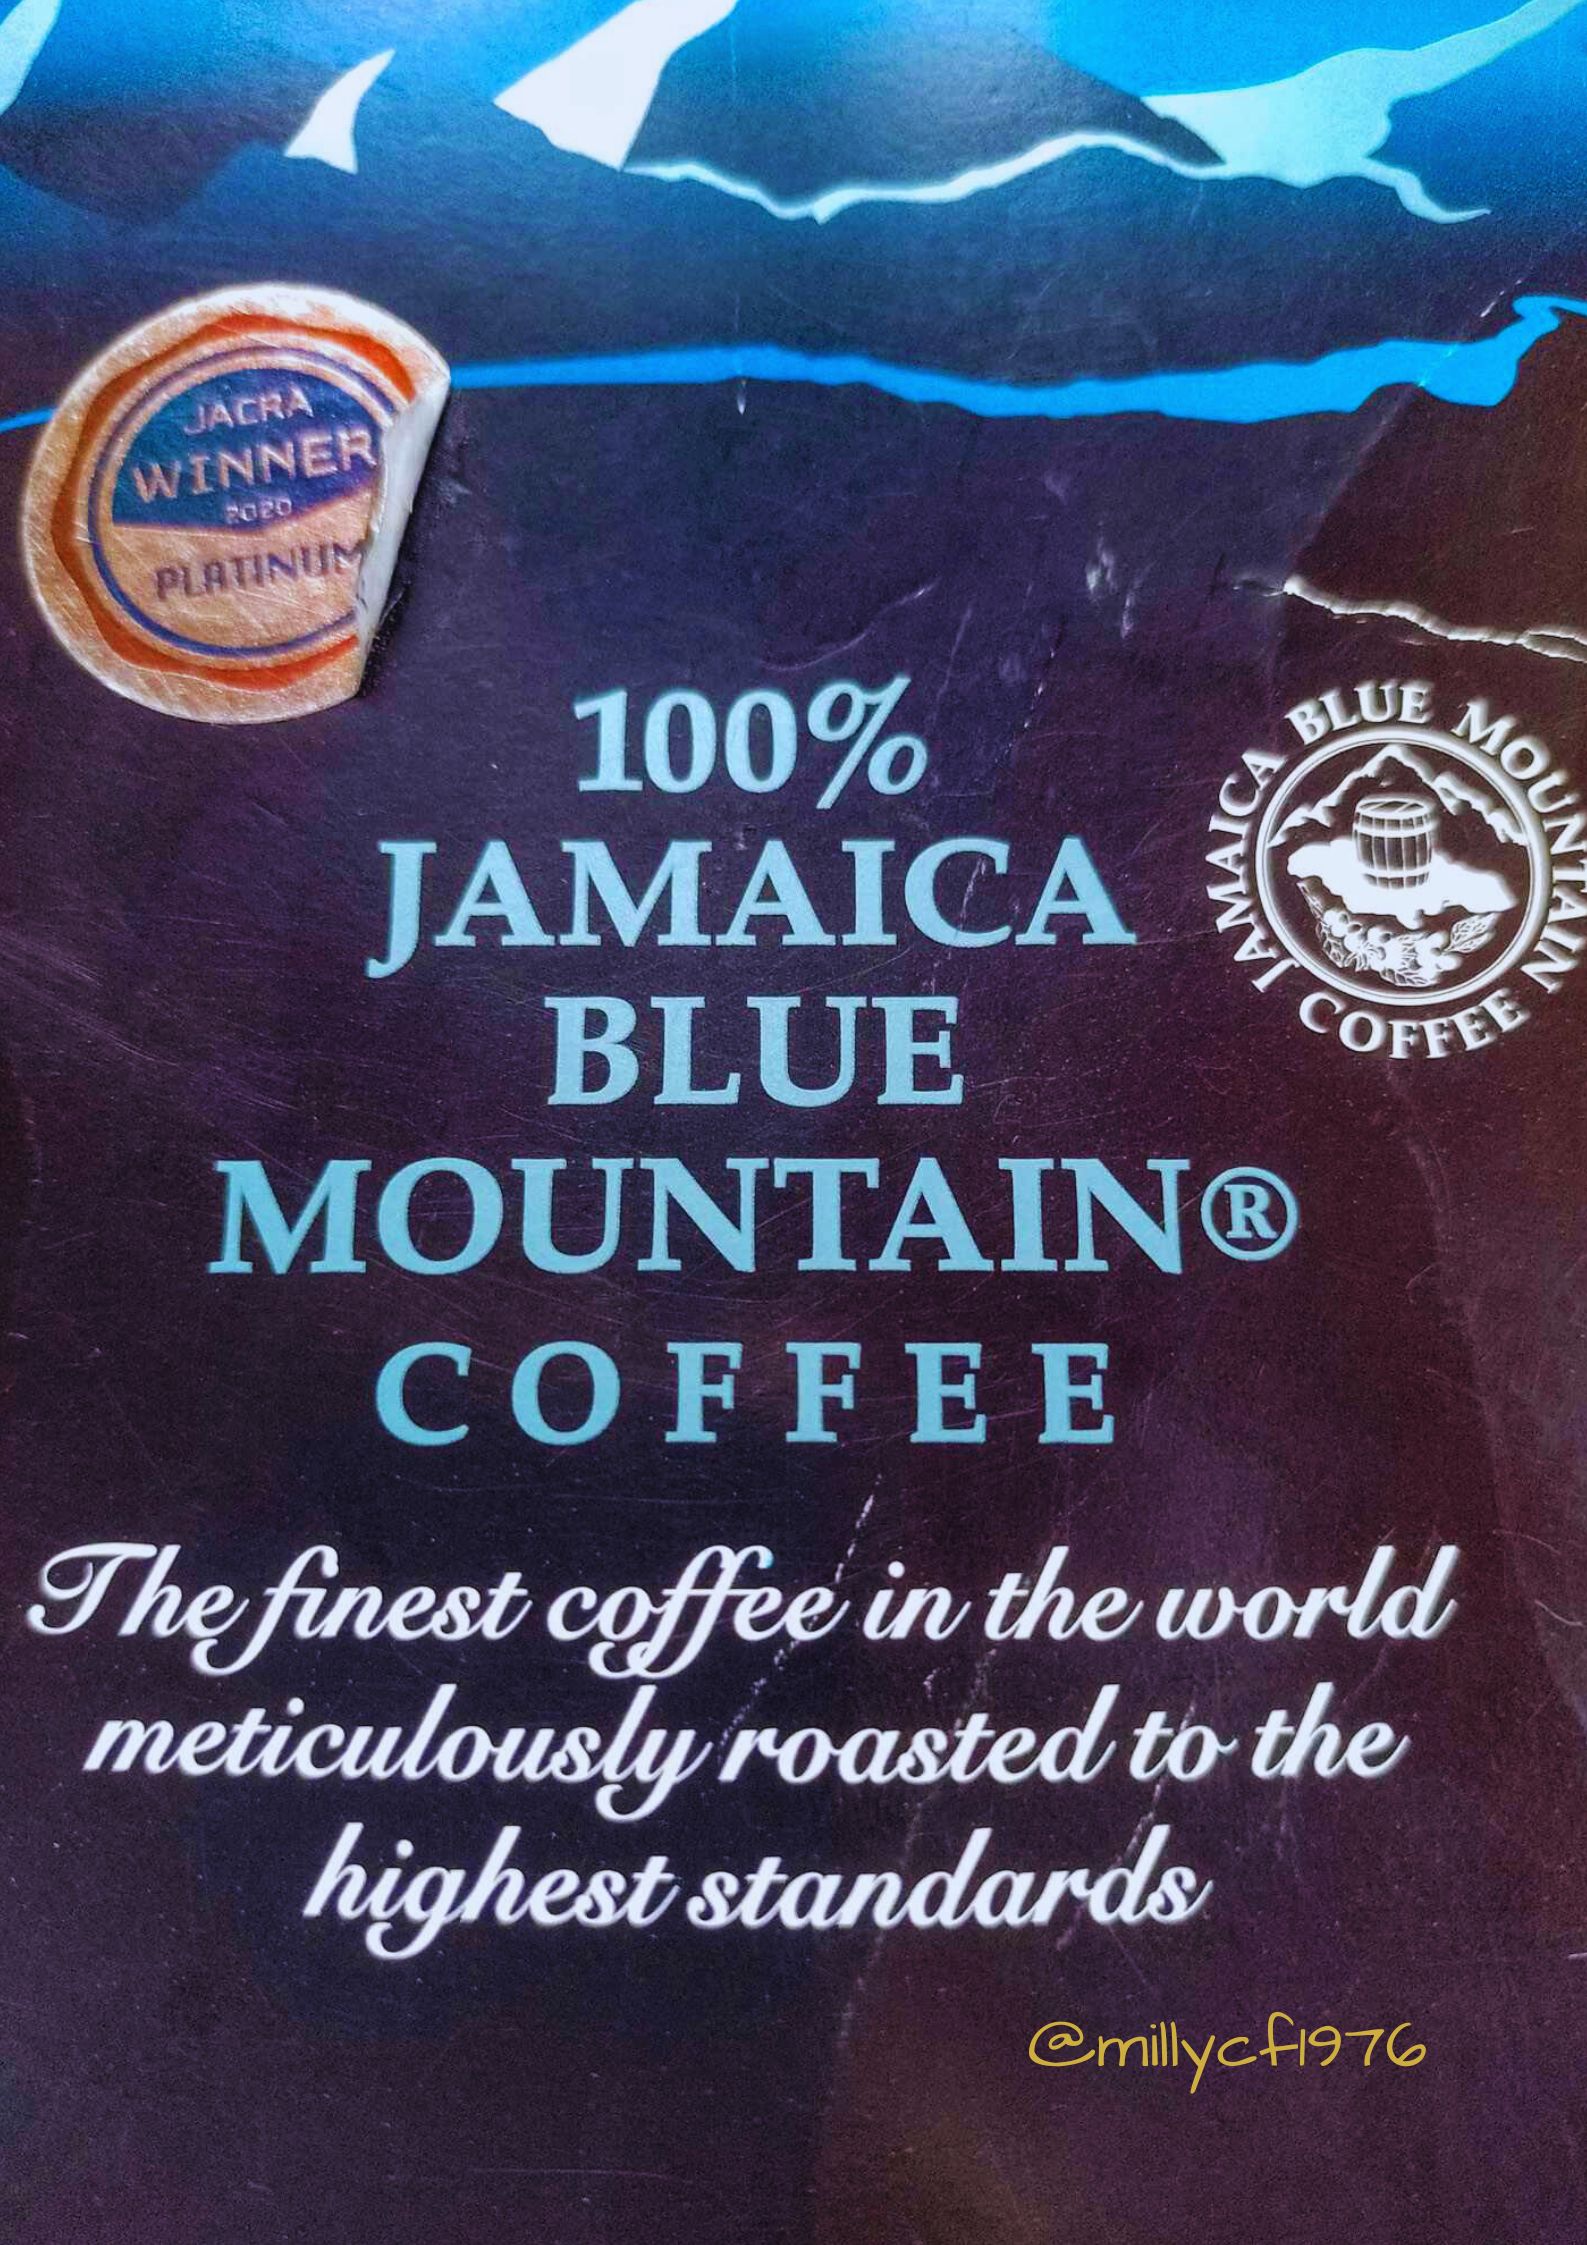 JACRA
WINNER
2020
PLATINUM
100%
JAMAICA
BLUE
MOUNTAIN®
COFFEE
JAMAICA BLUE MOUNTAIN
COFFEE
The finest coffee in the world
meticulously roasted to the
highest standards
@millycf1976